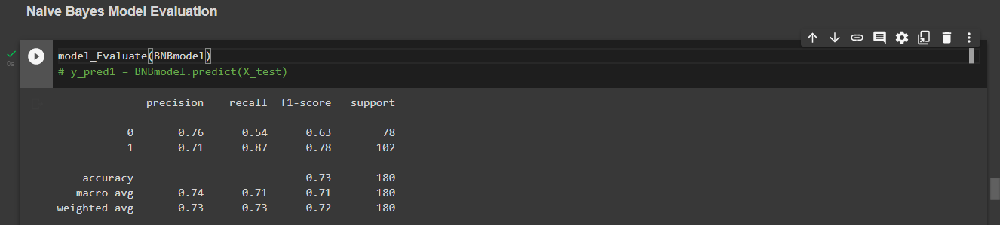 Naive Bayes Model Evaluation
model_Evaluate(BNBmodel)
0s
# y_pred1 = BNBmodel.predict(X_test)
precision recall f1-score support
0 0.76 0.54 0.63 78
1 0.71 0.87 0.78 102
accuracy 0.73 180
macro avg 0.74 0.71 0.71 180
weighted avg 0.73 0.73 0.72 180